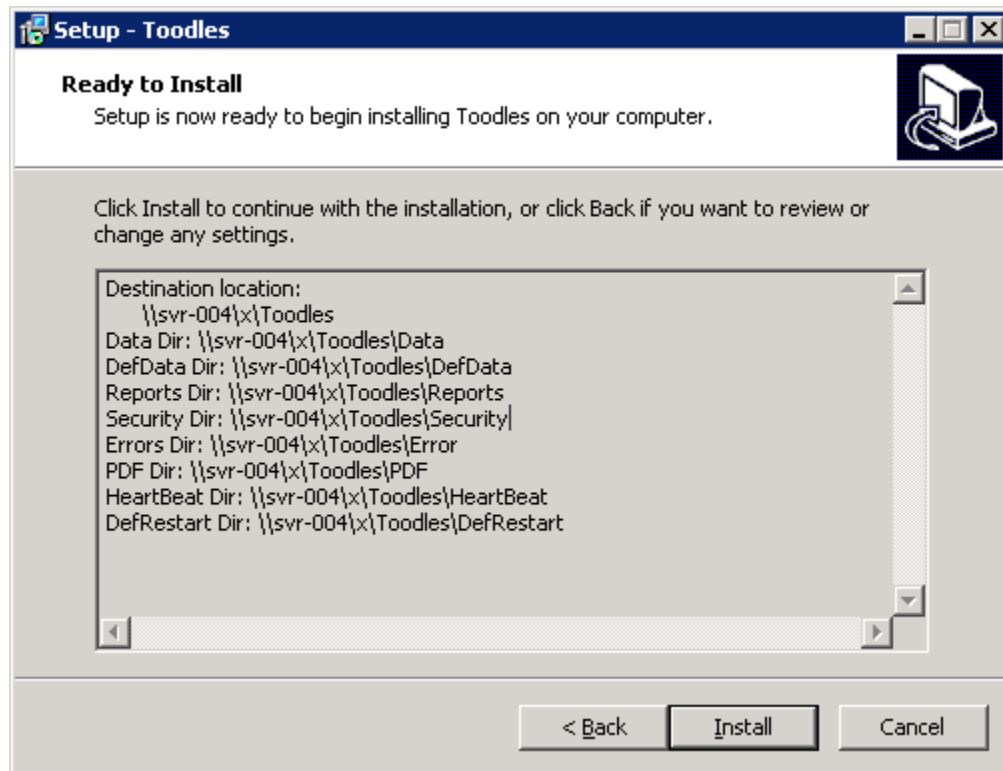 Setup - Toodles
Ready to Install
Setup is now ready to begin installing Toodles on your computer.
Click Install to continue with the installation, or click Back if you want to review or
change any settings.
Destination location:
\\svr-004\x\Toodles
Data Dir: \\svr-004\x\Toodles\Data
DefData Dir: \\svr-004\x\Toodles\DefData
Reports Dir: \\svr-004\x\Toodles\Reports
Security Dir: \\svr-004\x\Toodles\Security
Errors Dir: \\svr-004\x\Toodles\Error
PDF Dir: \\svr-004\x\Toodles\PDF
HeartBeat Dir: \\svr-004\x\Toodles\HeartBeat
DefRestart Dir: \\svr-004\x\Toodles\DefRestart
< Back Install Cancel